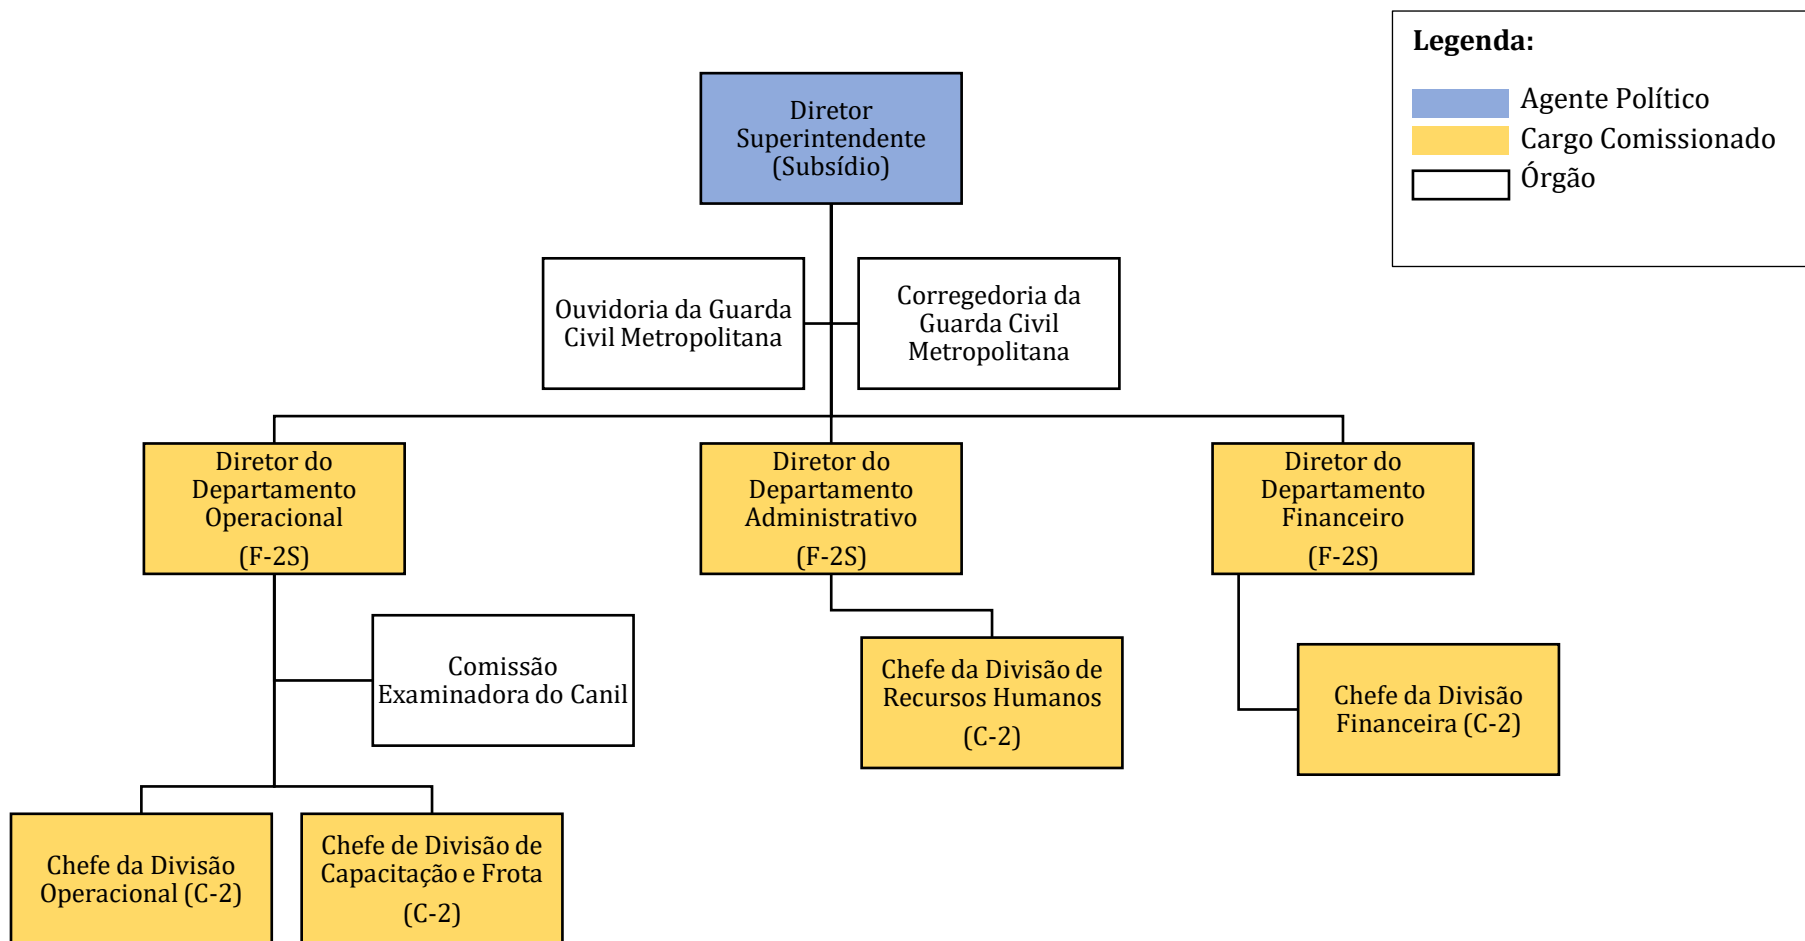 Legenda:
Agente Político
Cargo Comissionado
Órgão
Diretor
Superintendente
(Subsídio)
Ouvidoria da Guarda
Civil Metropolitana
Corregedoria da
Guarda Civil
Metropolitana
Diretor do
Departamento
Operacional
(F-2S)
Diretor do
Departamento
Administrativo
(F-2S)
Diretor do
Departamento
Financeiro
(F-2S)
Comissão
Examinadora do Canil
Chefe da Divisão de
Recursos Humanos
(C-2)
Chefe da Divisão
Financeira (C-2)
Chefe da Divisão
Operacional (C-2)
Chefe de Divisão de
Capacitação e Frota
(C-2)